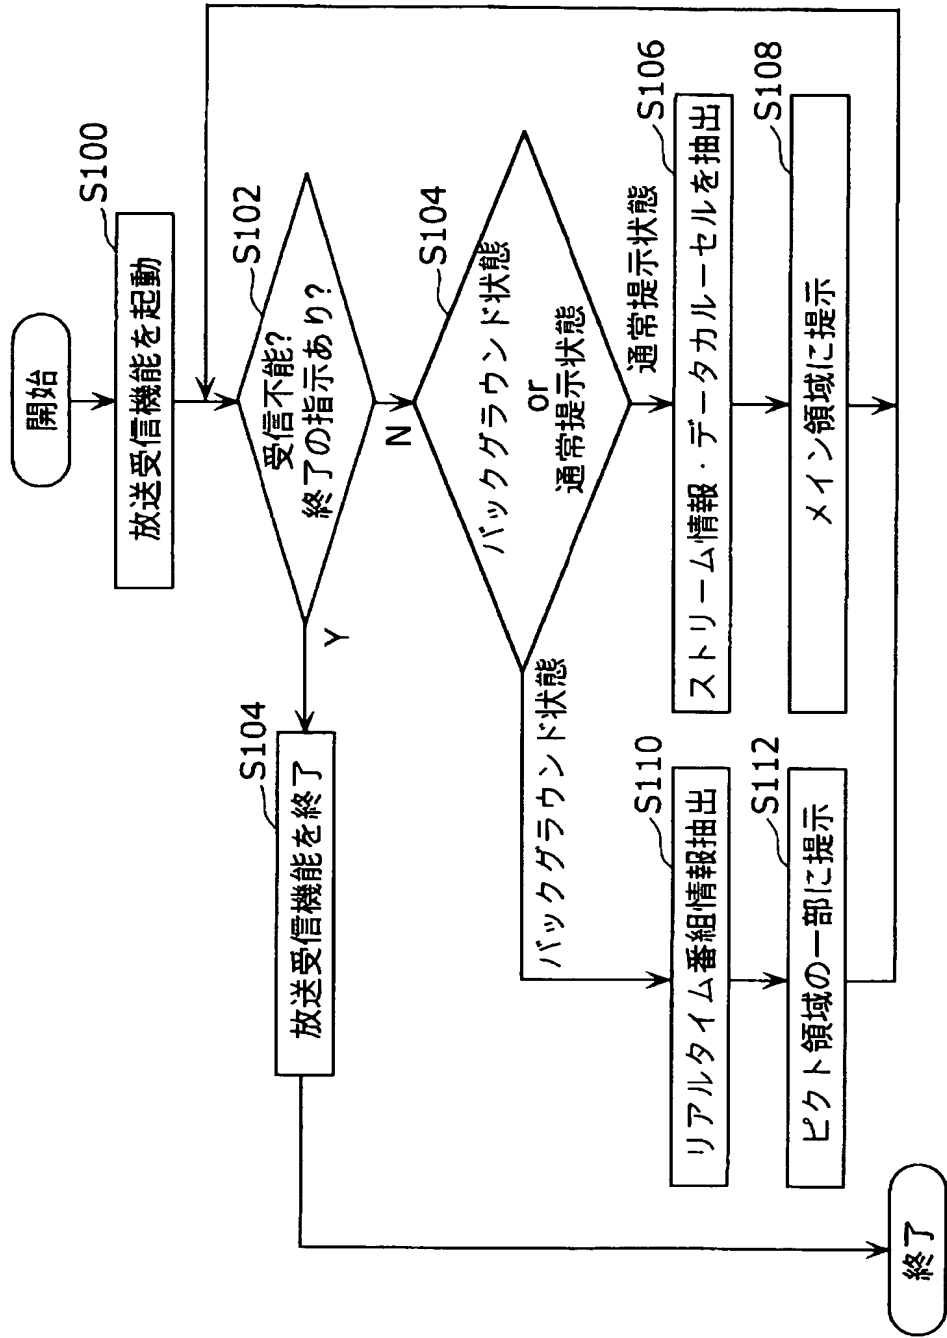 開始
S100
放送受信機能を起動
S102
受信不能?
終了の指示あり?
Y
N
S104
放送受信機能を終了
S104
バックグラウンド状態
or
通常提示状態
バックグラウンド状態
通常提示状態
S106
ストリーム情報・データカルーセルを抽出
S108
メイン領域に提示
S110
リアルタイム番組情報抽出
S112
ピクト領域の一部に提示
終了